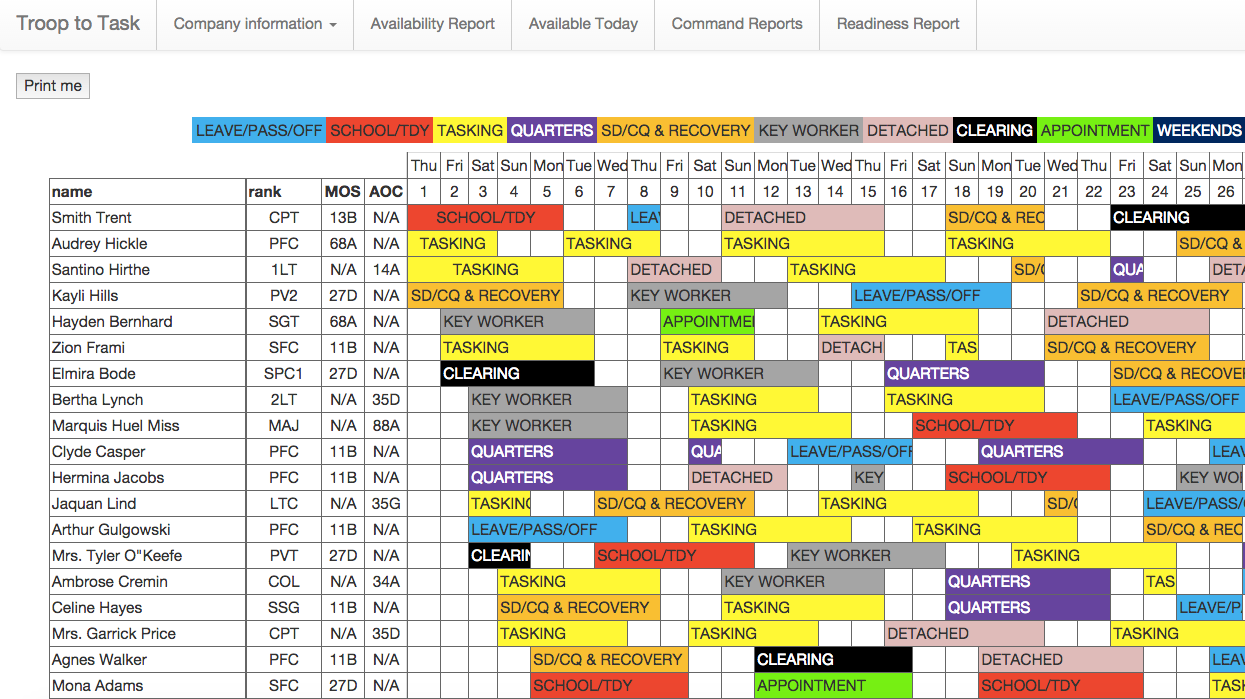 Troop to Task Company information Availability Report Available Today Command Reports Readiness Report
Print me
LEAVE/PASS/OFF SCHOOL/TDY TASKING QUARTERS SD/CQ & RECOVERY KEY WORKER DETACHED CLEARING APPOINTMENT WEEKENDS
Thu Fri Sat Sun Mon Tue Wed Thu Fri Sat Sun Mon Tue Wed Thu Fri Sat Sun Mon Tue Wed Thu Fri Sat Sun Mon
name rank MOS AOC 1 2 3 4 5 6 7 8 9 10 11 12 13 14 15 16 17 18 19 20 21 22 23 24 25 26
Smith Trent CPT 13B N/A SCHOOL/TDY LEA DETACHED SD/CQ & REC CLEARING
Audrey Hickle PFC 68A N/A TASKING TASKING TASKING TASKING SD/CQ &
Santino Hirthe 1LT N/A 14A TASKING DETACHED TASKING SD/C QUA DETA
Kayli Hills PV2 27D N/A SD/CQ & RECOVERY KEY WORKER LEAVE/PASS/OFF SD/CQ & RECOVERY
Hayden Bernhard SGT 68A N/A KEY WORKER APPOINTME TASKING DETACHED
Zion Frami SFC 11B N/A TASKING TASKING DETACH TAS SD/CQ & RECOVERY
Elmira Bode SPC1 27D N/A CLEARING KEY WORKER QUARTERS SD/CQ & RECOVE
Bertha Lynch 2LT N/A 35D KEY WORKER TASKING TASKING LEAVE/PASS/OFF
Marquis Huel Miss MAJ N/A 88A KEY WORKER TASKING SCHOOL/TDY TASKING
Clyde Casper PFC 11B N/A QUARTERS QUA LEAVE/PASS/OFF QUARTERS LEAV
Hermina Jacobs PFC 11B N/A QUARTERS DETACHED KEY SCHOOL/TDY KEY WOR
Jaquan Lind LTC N/A 35G TASKING SD/CQ & RECOVERY TASKING SD/C LEAVE/PASS/
Arthur Gulgowski PFC 11B N/A LEAVE/PASS/OFF TASKING TASKING SD/CQ & REC
Mrs. Tyler O"Keefe PVT 27D N/A CLEARIN SCHOOL/TDY KEY WORKER TASKING
Ambrose Cremin COL N/A 34A TASKING KEY WORKER QUARTERS TAS
Celine Hayes SSG 11B N/A SD/CQ & RECOVERY TASKING QUARTERS LEAVE/P
Mrs. Garrick Price CPT N/A 35D TASKING TASKING DETACHED TASKING
Agnes Walker PFC 11B N/A SD/CQ & RECOVERY CLEARING DETACHED LEAV
Mona Adams SFC 27D N/A SCHOOL/TDY APPOINTMENT SCHOOL/TDY TASK